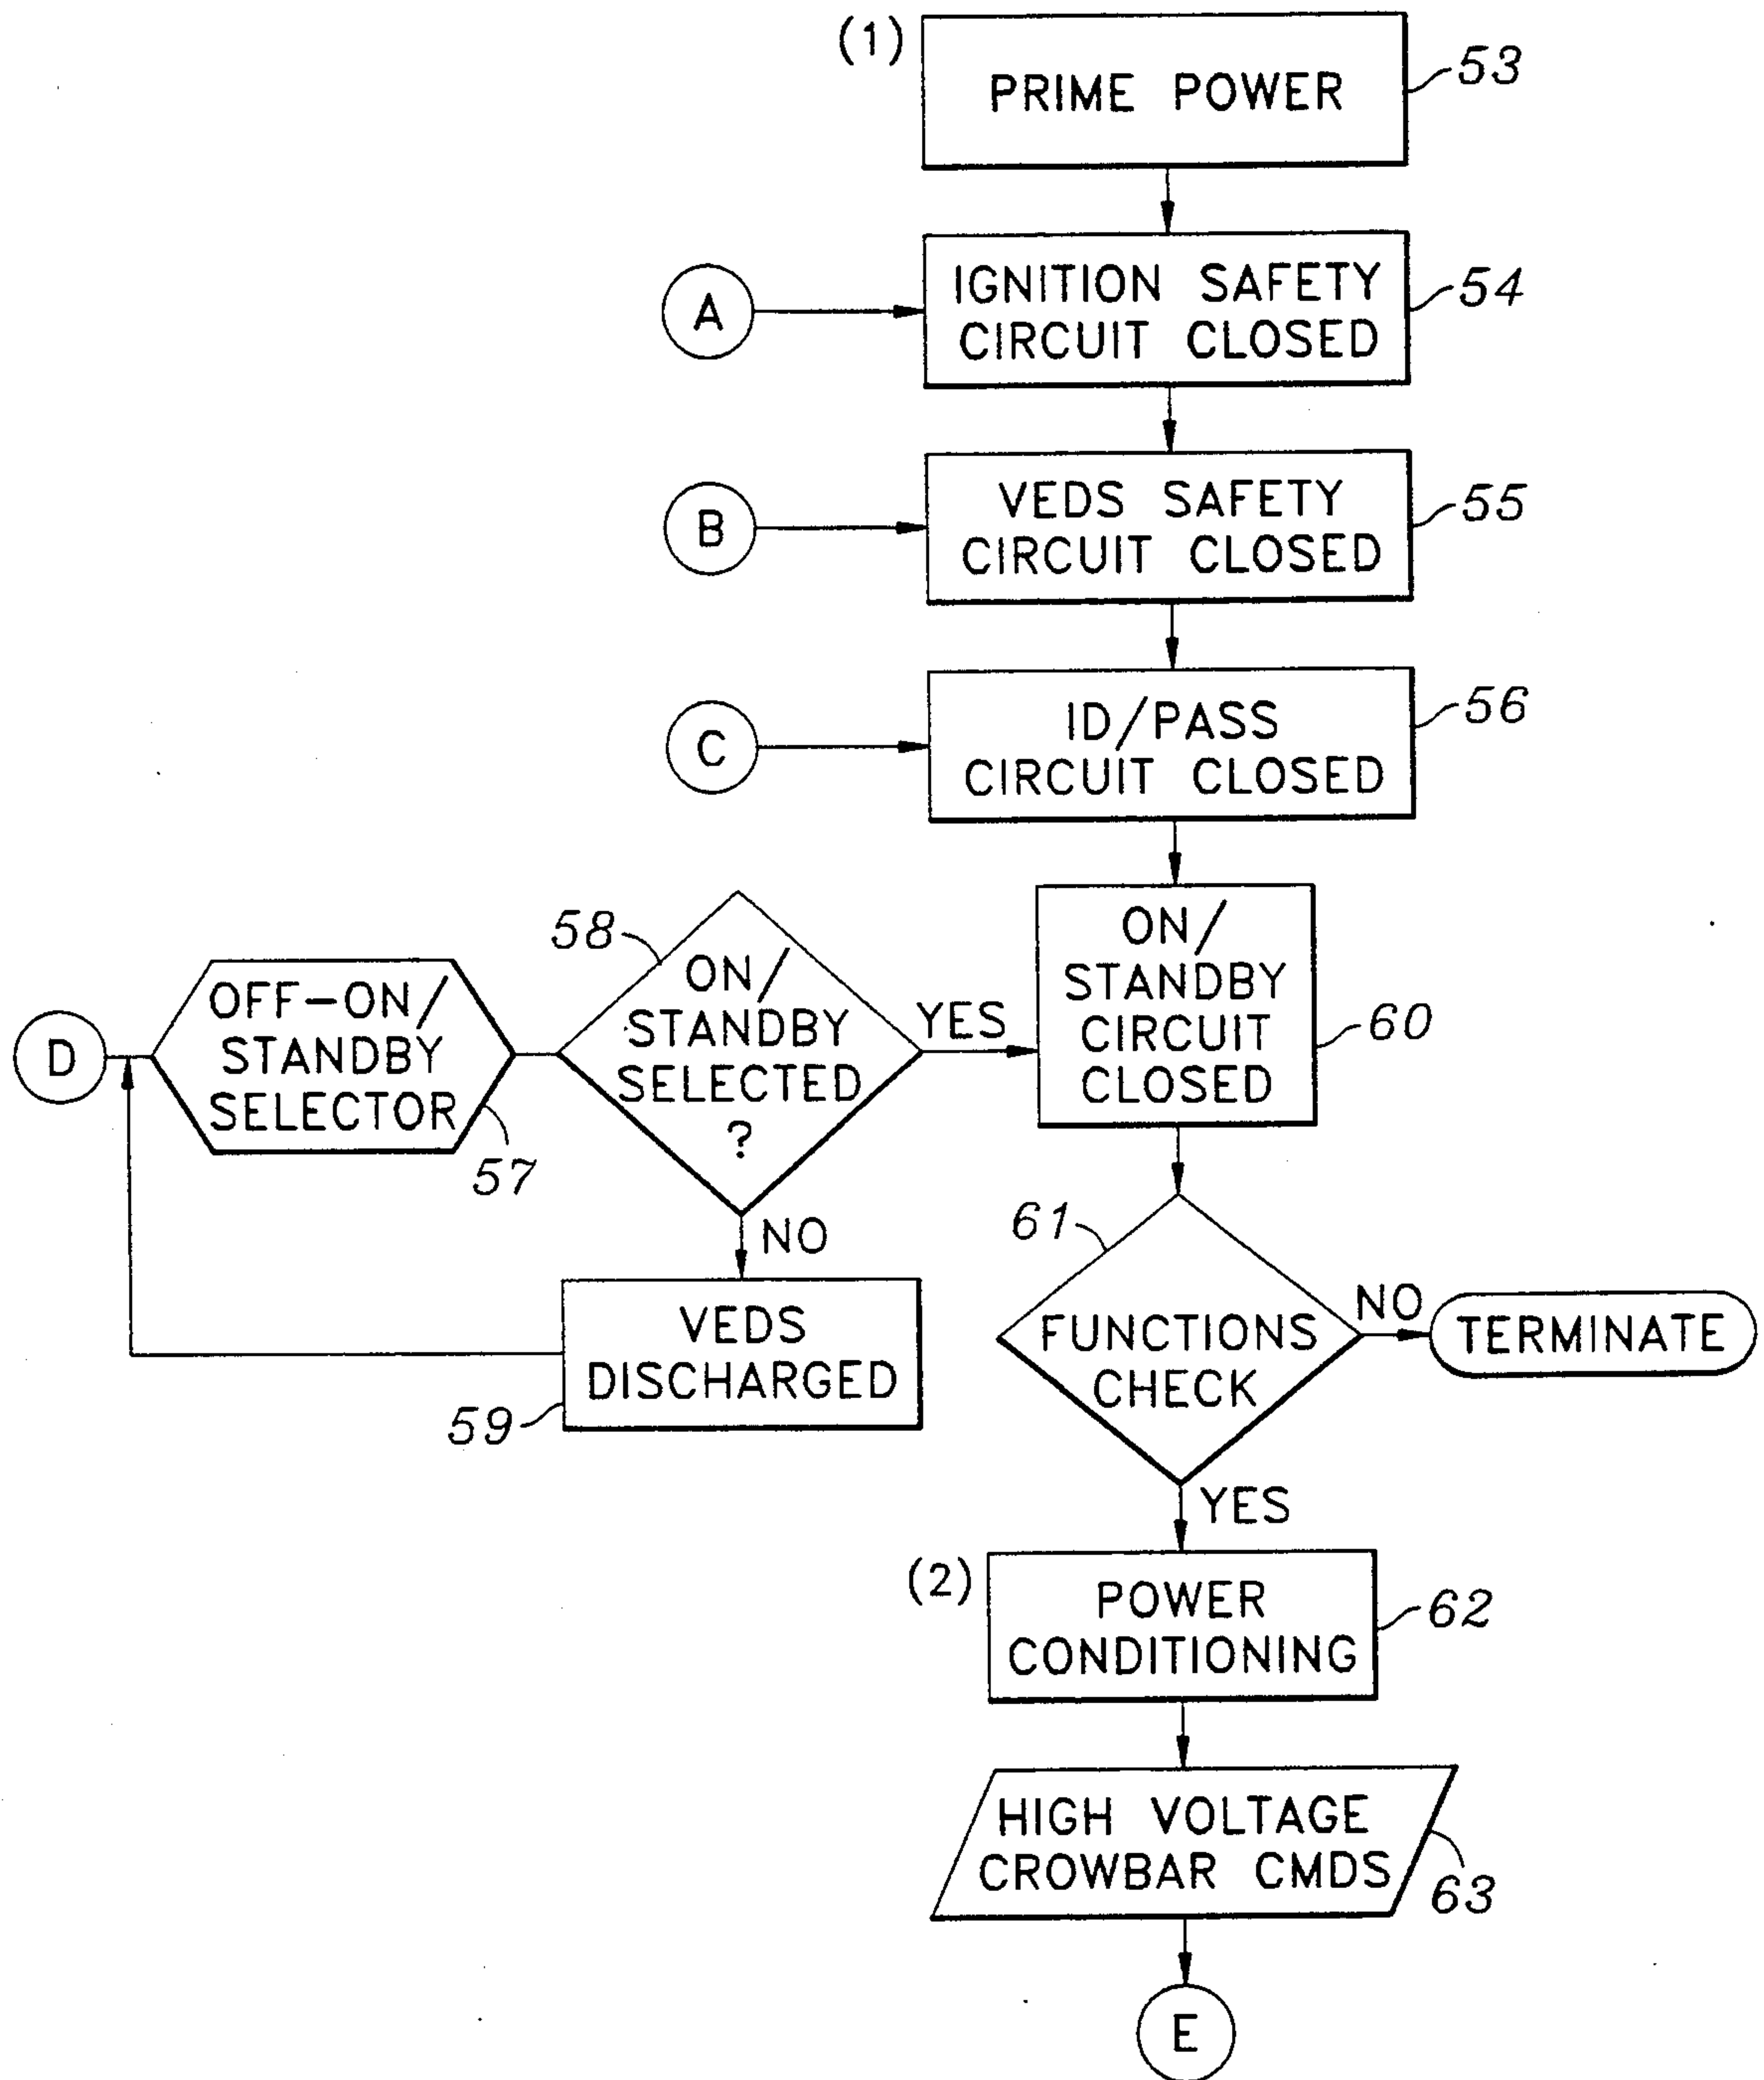 (1)
PRIME POWER
53
IGNITION SAFETY
CIRCUIT CLOSED
54
A
VEDS SAFETY
CIRCUIT CLOSED
55
B
ID/PASS
CIRCUIT CLOSED
56
C
D
OFF-ON/
STANDBY
SELECTOR
57
58
ON/
STANDBY
SELECTED
?
YES
NO
VEDS
DISCHARGED
59
ON/
STANDBY
CIRCUIT
CLOSED
60
61
FUNCTIONS
CHECK
NO
TERMINATE
YES
(2)
POWER
CONDITIONING
62
HIGH VOLTAGE
CROWBAR CMDS
63
E